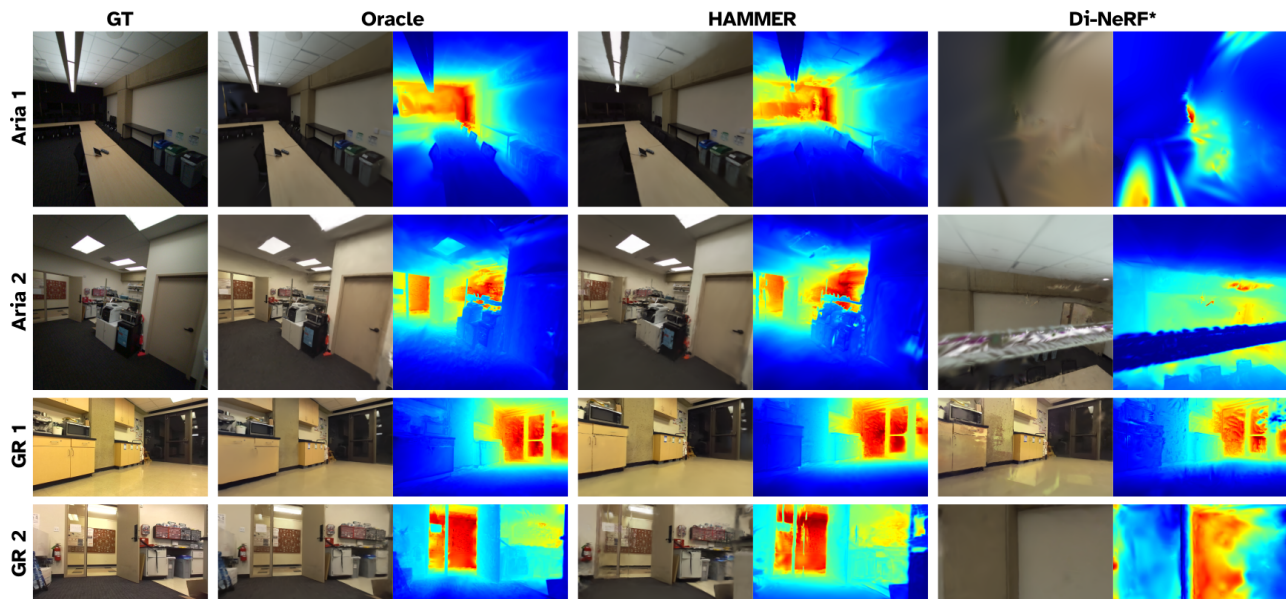 GT Oracle HAMMER Di-NeRF*
Aria 1
Aria 2
GR 1
GR 2